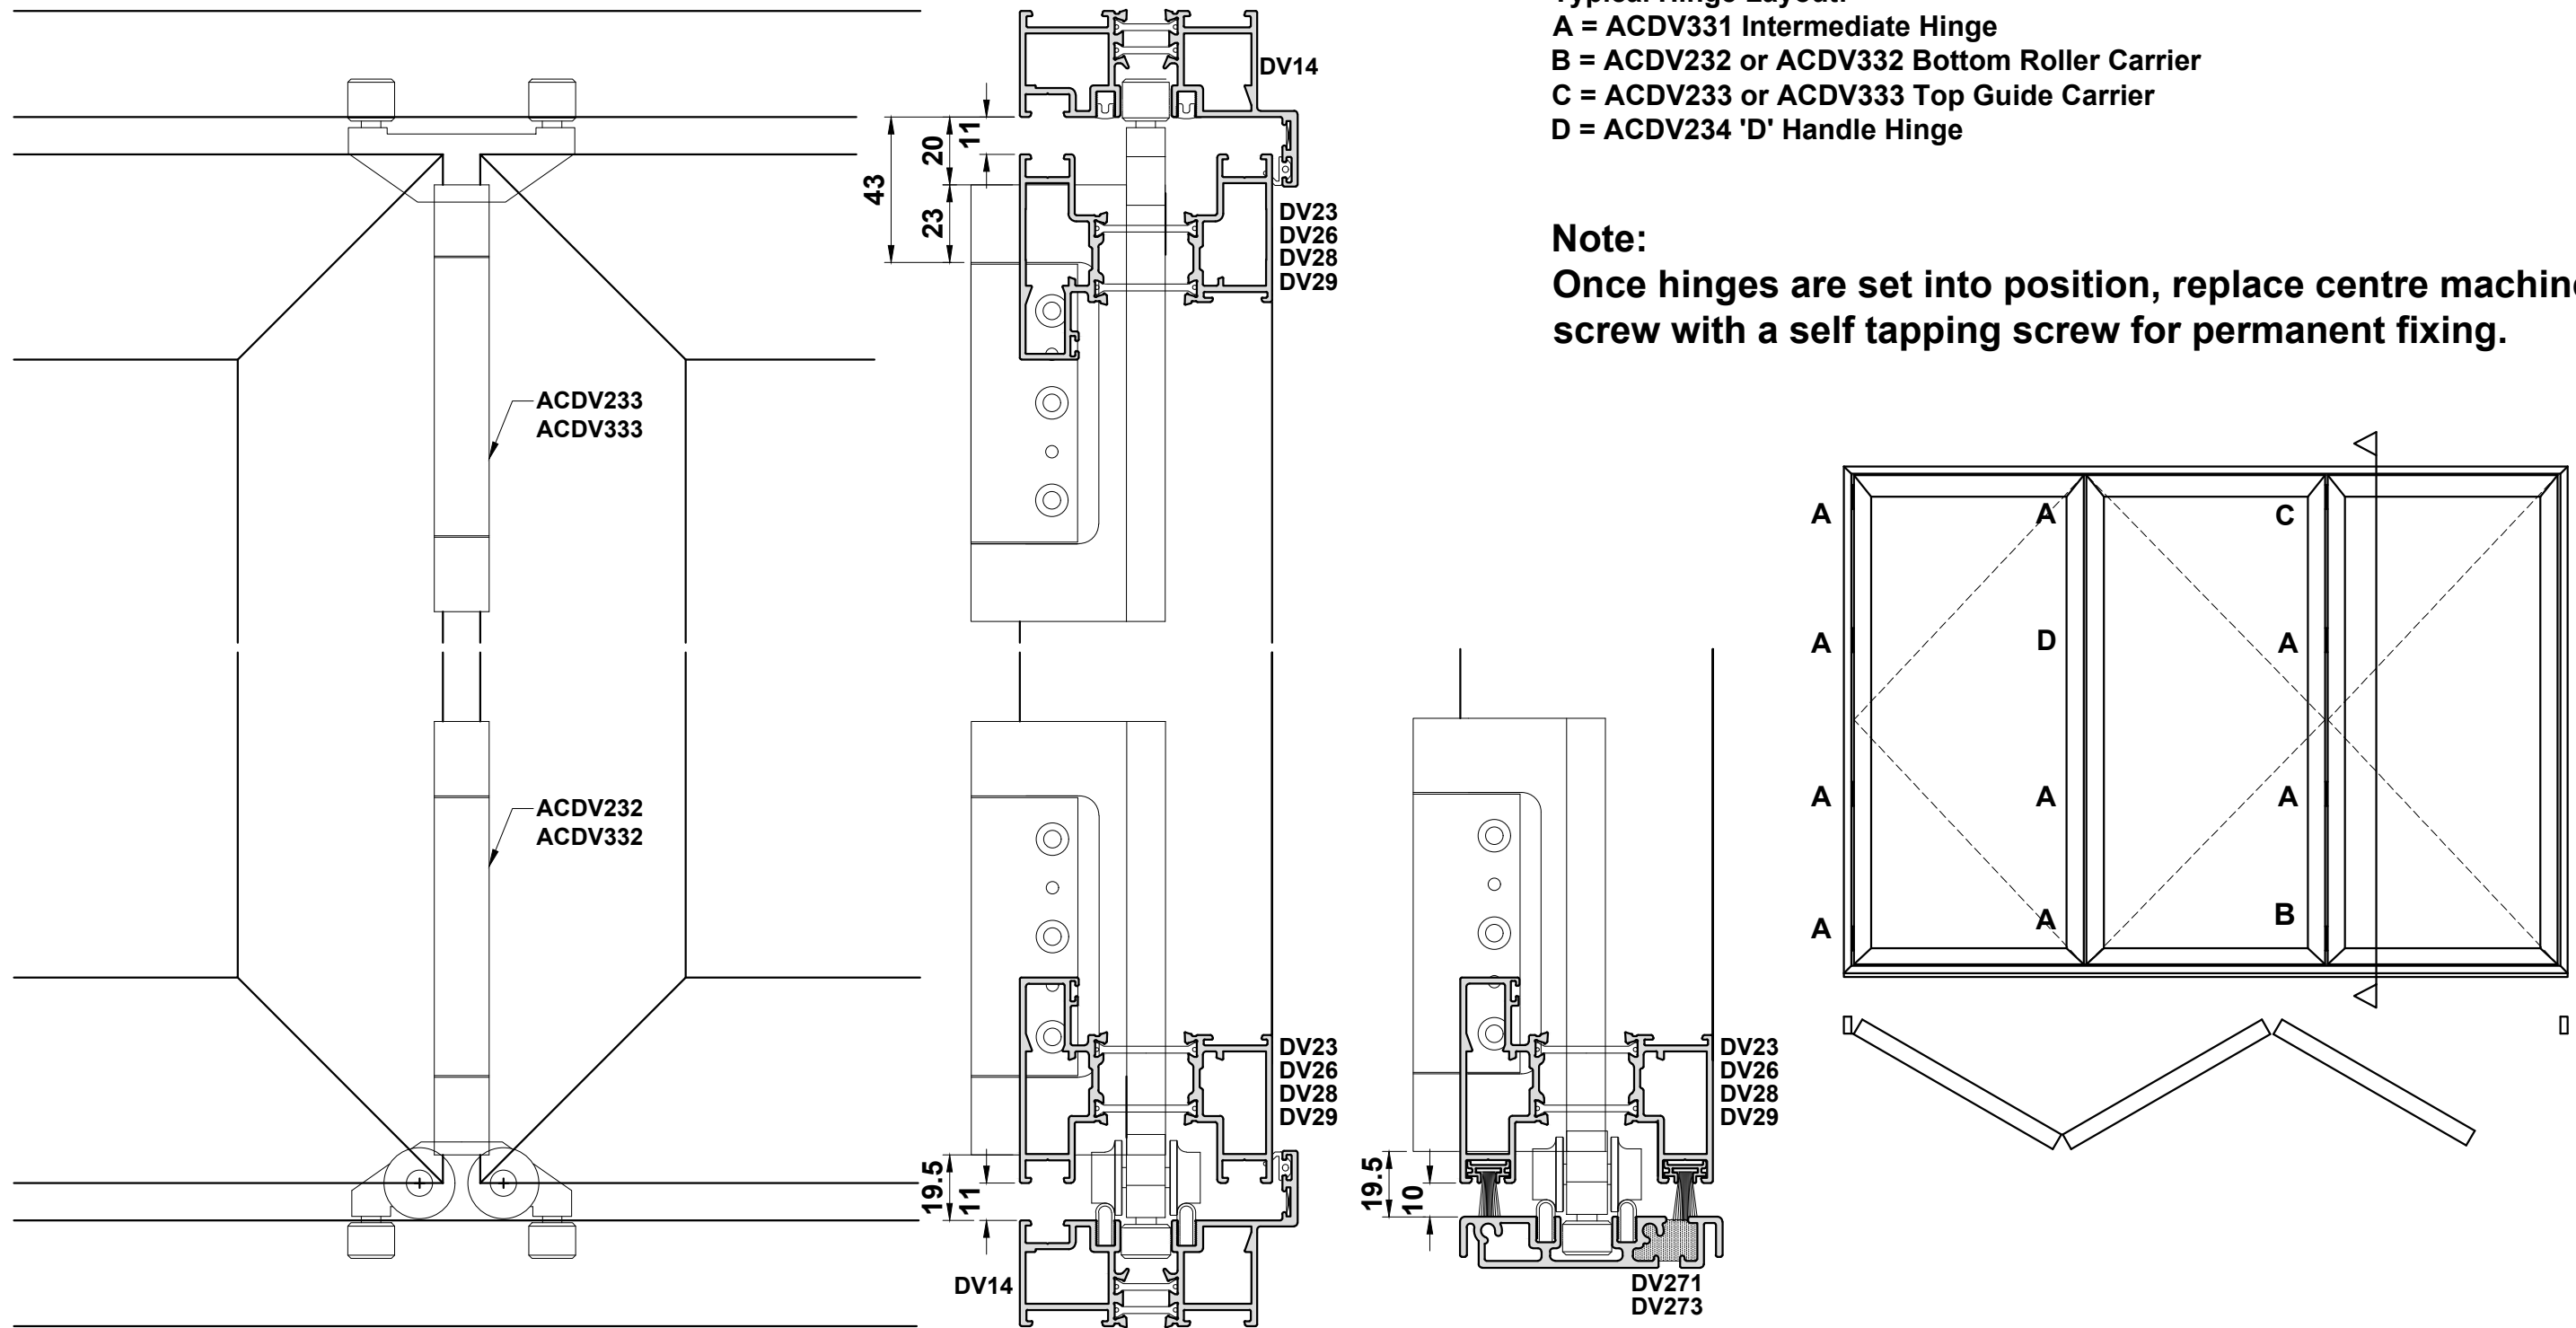 Typical Hinge Layout:
A = ACDV331 Intermediate Hinge
B = ACDV232 or ACDV332 Bottom Roller Carrier
C = ACDV233 or ACDV333 Top Guide Carrier
D = ACDV234 'D' Handle Hinge
Note:
Once hinges are set into position, replace centre machine
screw with a self tapping screw for permanent fixing.
DV14
11
20
43
23
DV23
DV26
DV28
DV29
ACDV233
ACDV333
ACDV232
ACDV332
19.5
11
DV23
DV26
DV28
DV29
DV14
19.5
10
DV23
DV26
DV28
DV29
DV271
DV273
A
A
C
A
D
A
A
A
A
A
A
B